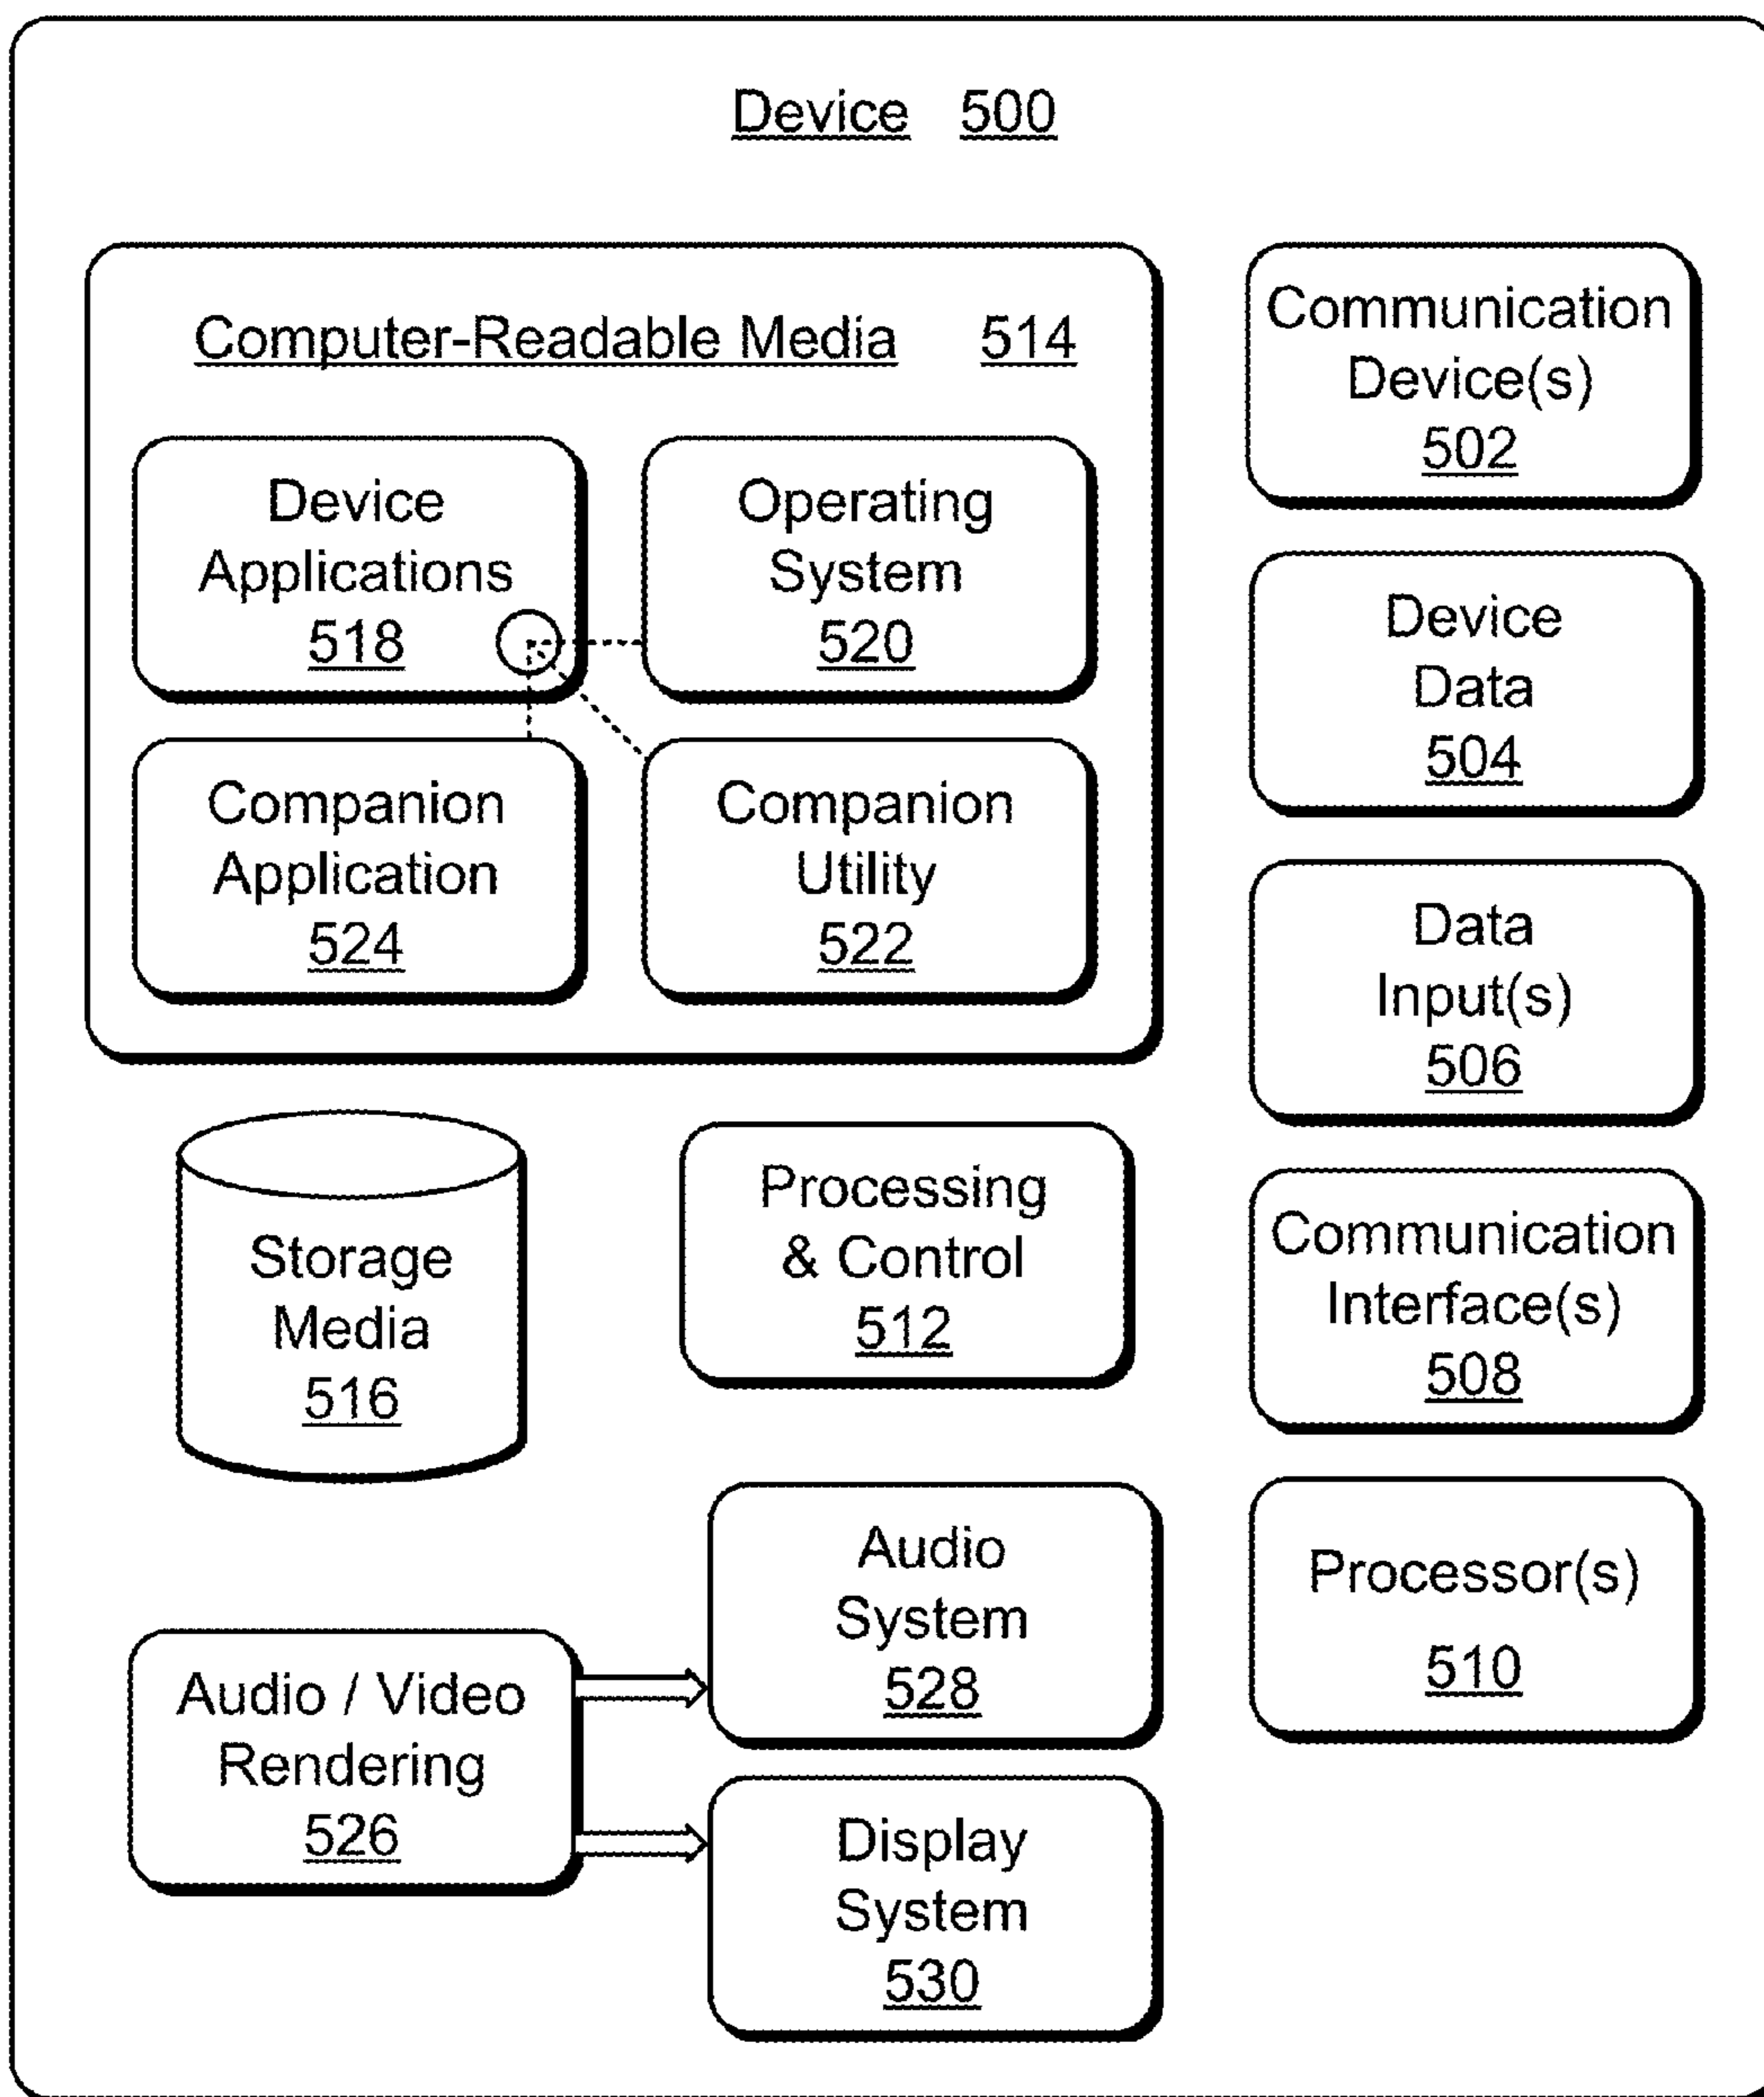 Device 500
Computer-Readable Media 514
Device
Applications
518
Operating
System
520
Companion
Application
524
Companion
Utility
522
Communication
Device(s)
502
Device
Data
504
Data
Input(s)
506
Communication
Interface(s)
508
Processor(s)
510
Storage
Media
516
Processing
& Control
512
Audio / Video
Rendering
526
Audio
System
528
Display
System
530